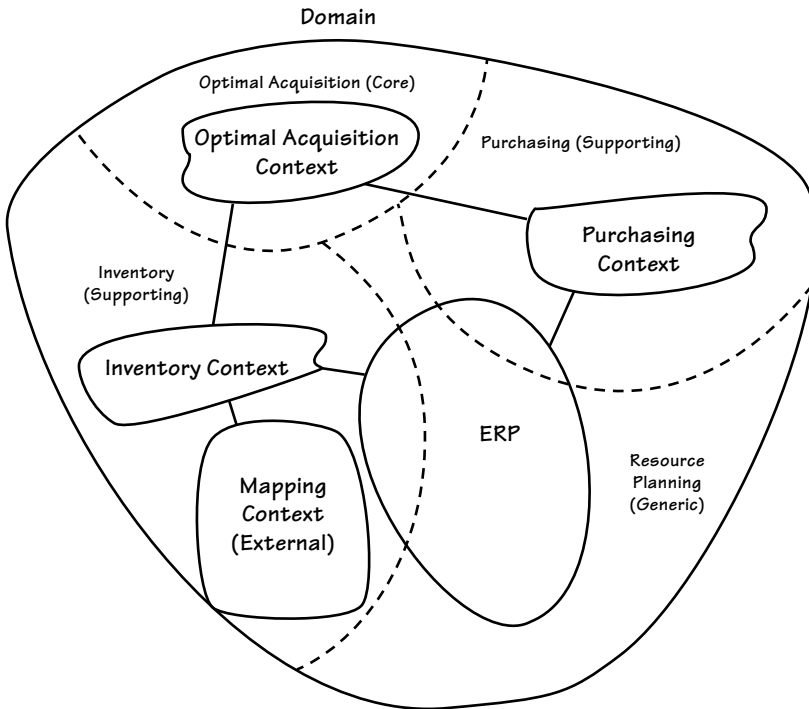 Domain
Optimal Acquisition (Core)
Optimal Acquisition
Context
Purchasing (Supporting)
Purchasing
Context
Inventory
(Supporting)
Inventory Context
ERP
Mapping
Context
(External)
Resource
Planning
(Generic)